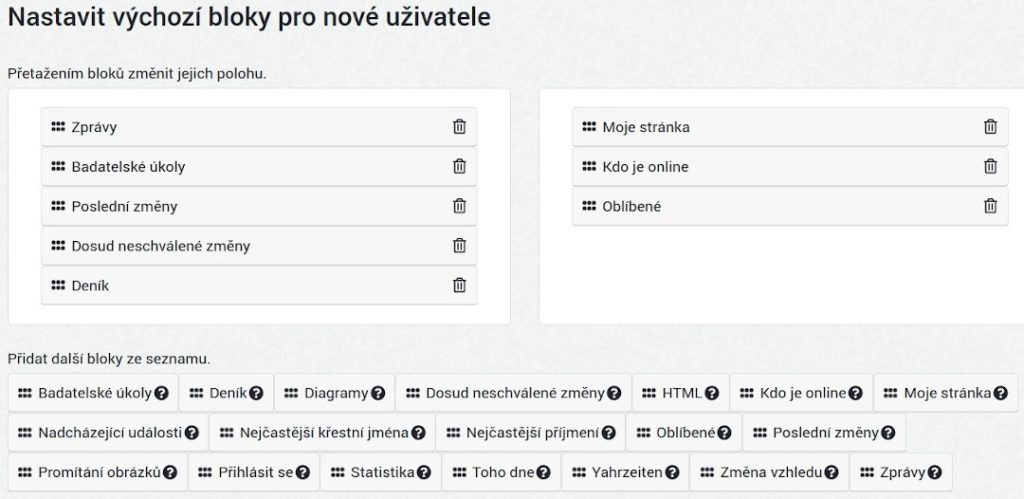 Nastavit výchozí bloky pro nové uživatele
Přetažením bloků změnit jejich polohu.
Zprávy
Badatelské úkoly
Poslední změny
Dosud neschválené změny
Deník
Moje stránka
Kdo je online
Oblíbené
Přidat další bloky ze seznamu.
Badatelské úkoly Deník Diagramy Dosud neschválené změny HTML Kdo je online Moje stránka
Nadcházející události Nejčastější křestní jména Nejčastější příjmení Oblíbené Poslední změny
Promítání obrázků Přihlásit se Statistika Toho dne Yahrzeiten Změna vzhledu Zprávy